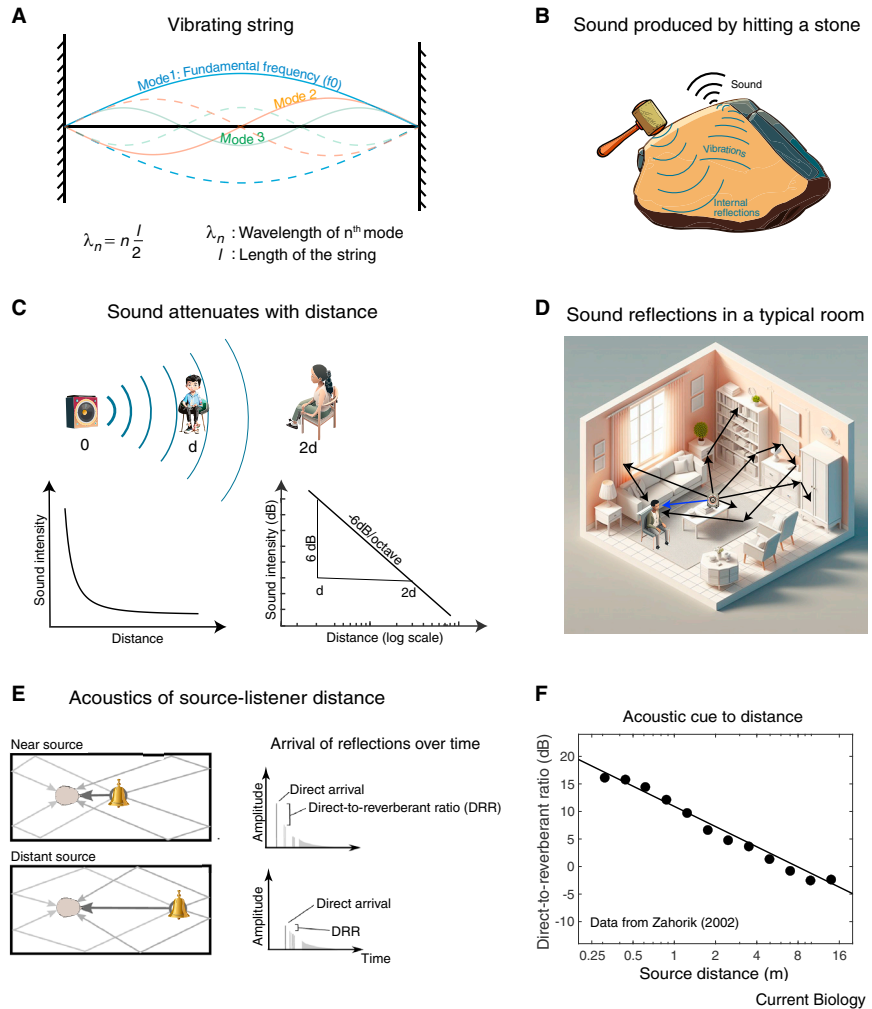 A
Vibrating string
Mode1: Fundamental frequency (f0)
Mode 2
Mode 3
λn = n l/2
λn : Wavelength of nth mode
l : Length of the string
B
Sound produced by hitting a stone
Sound
Vibrations
Internal
reflections
C
Sound attenuates with distance
0
d
2d
Sound intensity
Distance
Sound intensity (dB)
6 dB
-6dB/octave
d
2d
Distance (log scale)
D
Sound reflections in a typical room
E
Acoustics of source-listener distance
Near source
Distant source
Arrival of reflections over time
Amplitude
Direct arrival
Direct-to-reverberant ratio (DRR)
Amplitude
Direct arrival
DRR
Time
F
Acoustic cue to distance
Direct-to-reverberant ratio (dB)
20
15
10
5
0
-5
-10
Data from Zahorik (2002)
0.25 0.5 1 2 4 8 16
Source distance (m)
Current Biology